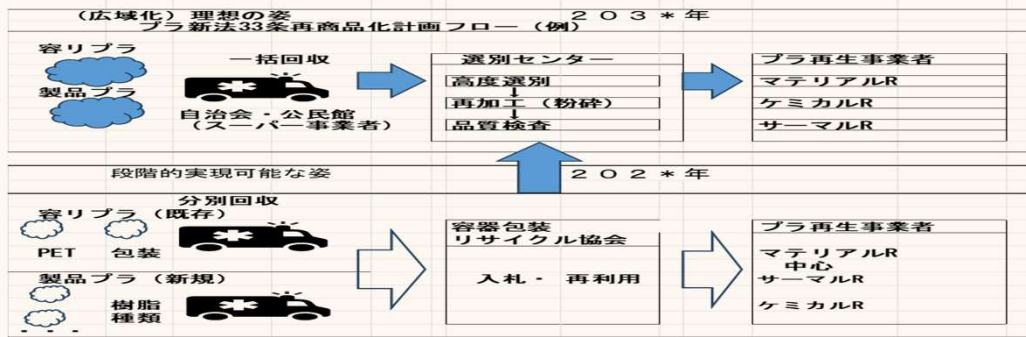 （広域化）理想の姿　２０３＊年
プラ新法33条再商品化計画フロー（例）
容リプラ
製品プラ
一括回収
自治会・公民館
（スーパー事業者）
選別センター
高度選別
↓
再加工（粉砕）
↓
品質検査
プラ再生事業者
マテリアルR
ケミカルR
サーマルR
段階的実現可能な姿　２０２＊年
分別回収
容リプラ（既存）
PET　包装
製品プラ（新規）
樹脂
種類
・・・
容器包装
リサイクル協会
入札・　再利用
プラ再生事業者
マテリアルR
中心
サーマルR
ケミカルR